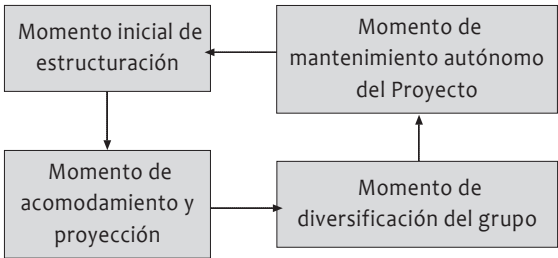 Momento inicial de
estructuración
Momento de
mantenimiento autónomo
del Proyecto
Momento de
acomodamiento y
proyección
Momento de
diversificación del grupo